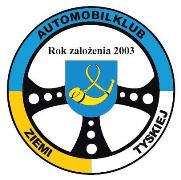 AUTOMOBILKLUB
Rok założenia 2003
ZIEMI
TYSKIEJ